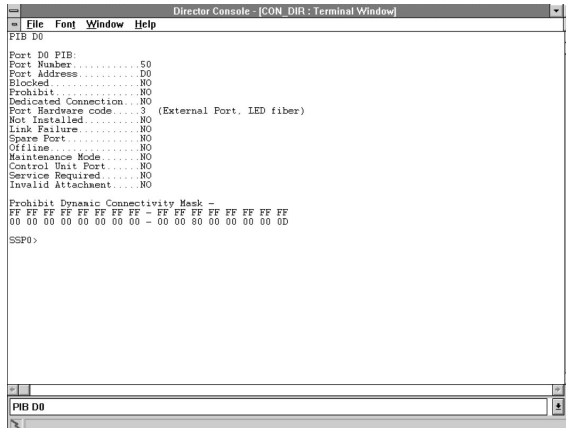 Director Console - [CON_DIR : Terminal Window]
File Font Window Help
PIB D0
Port D0 PIB:
Port Number............50
Port Address...........D0
Blocked................NO
Prohibit...............NO
Dedicated Connection...NO
Port Hardware code.....3 (External Port, LED fiber)
Not Installed..........NO
Link Failure...........NO
Spare Port.............NO
Offline................NO
Maintenance Mode.......NO
Control Unit Port......NO
Service Required.......NO
Invalid Attachment.....NO
Prohibit Dynamic Connectivity Mask -
FF FF FF FF FF FF FF FF - FF FF FF FF FF FF FF FF
00 00 00 00 00 00 00 00 - 00 00 80 00 00 00 00 0D
SSP0>
PIB D0